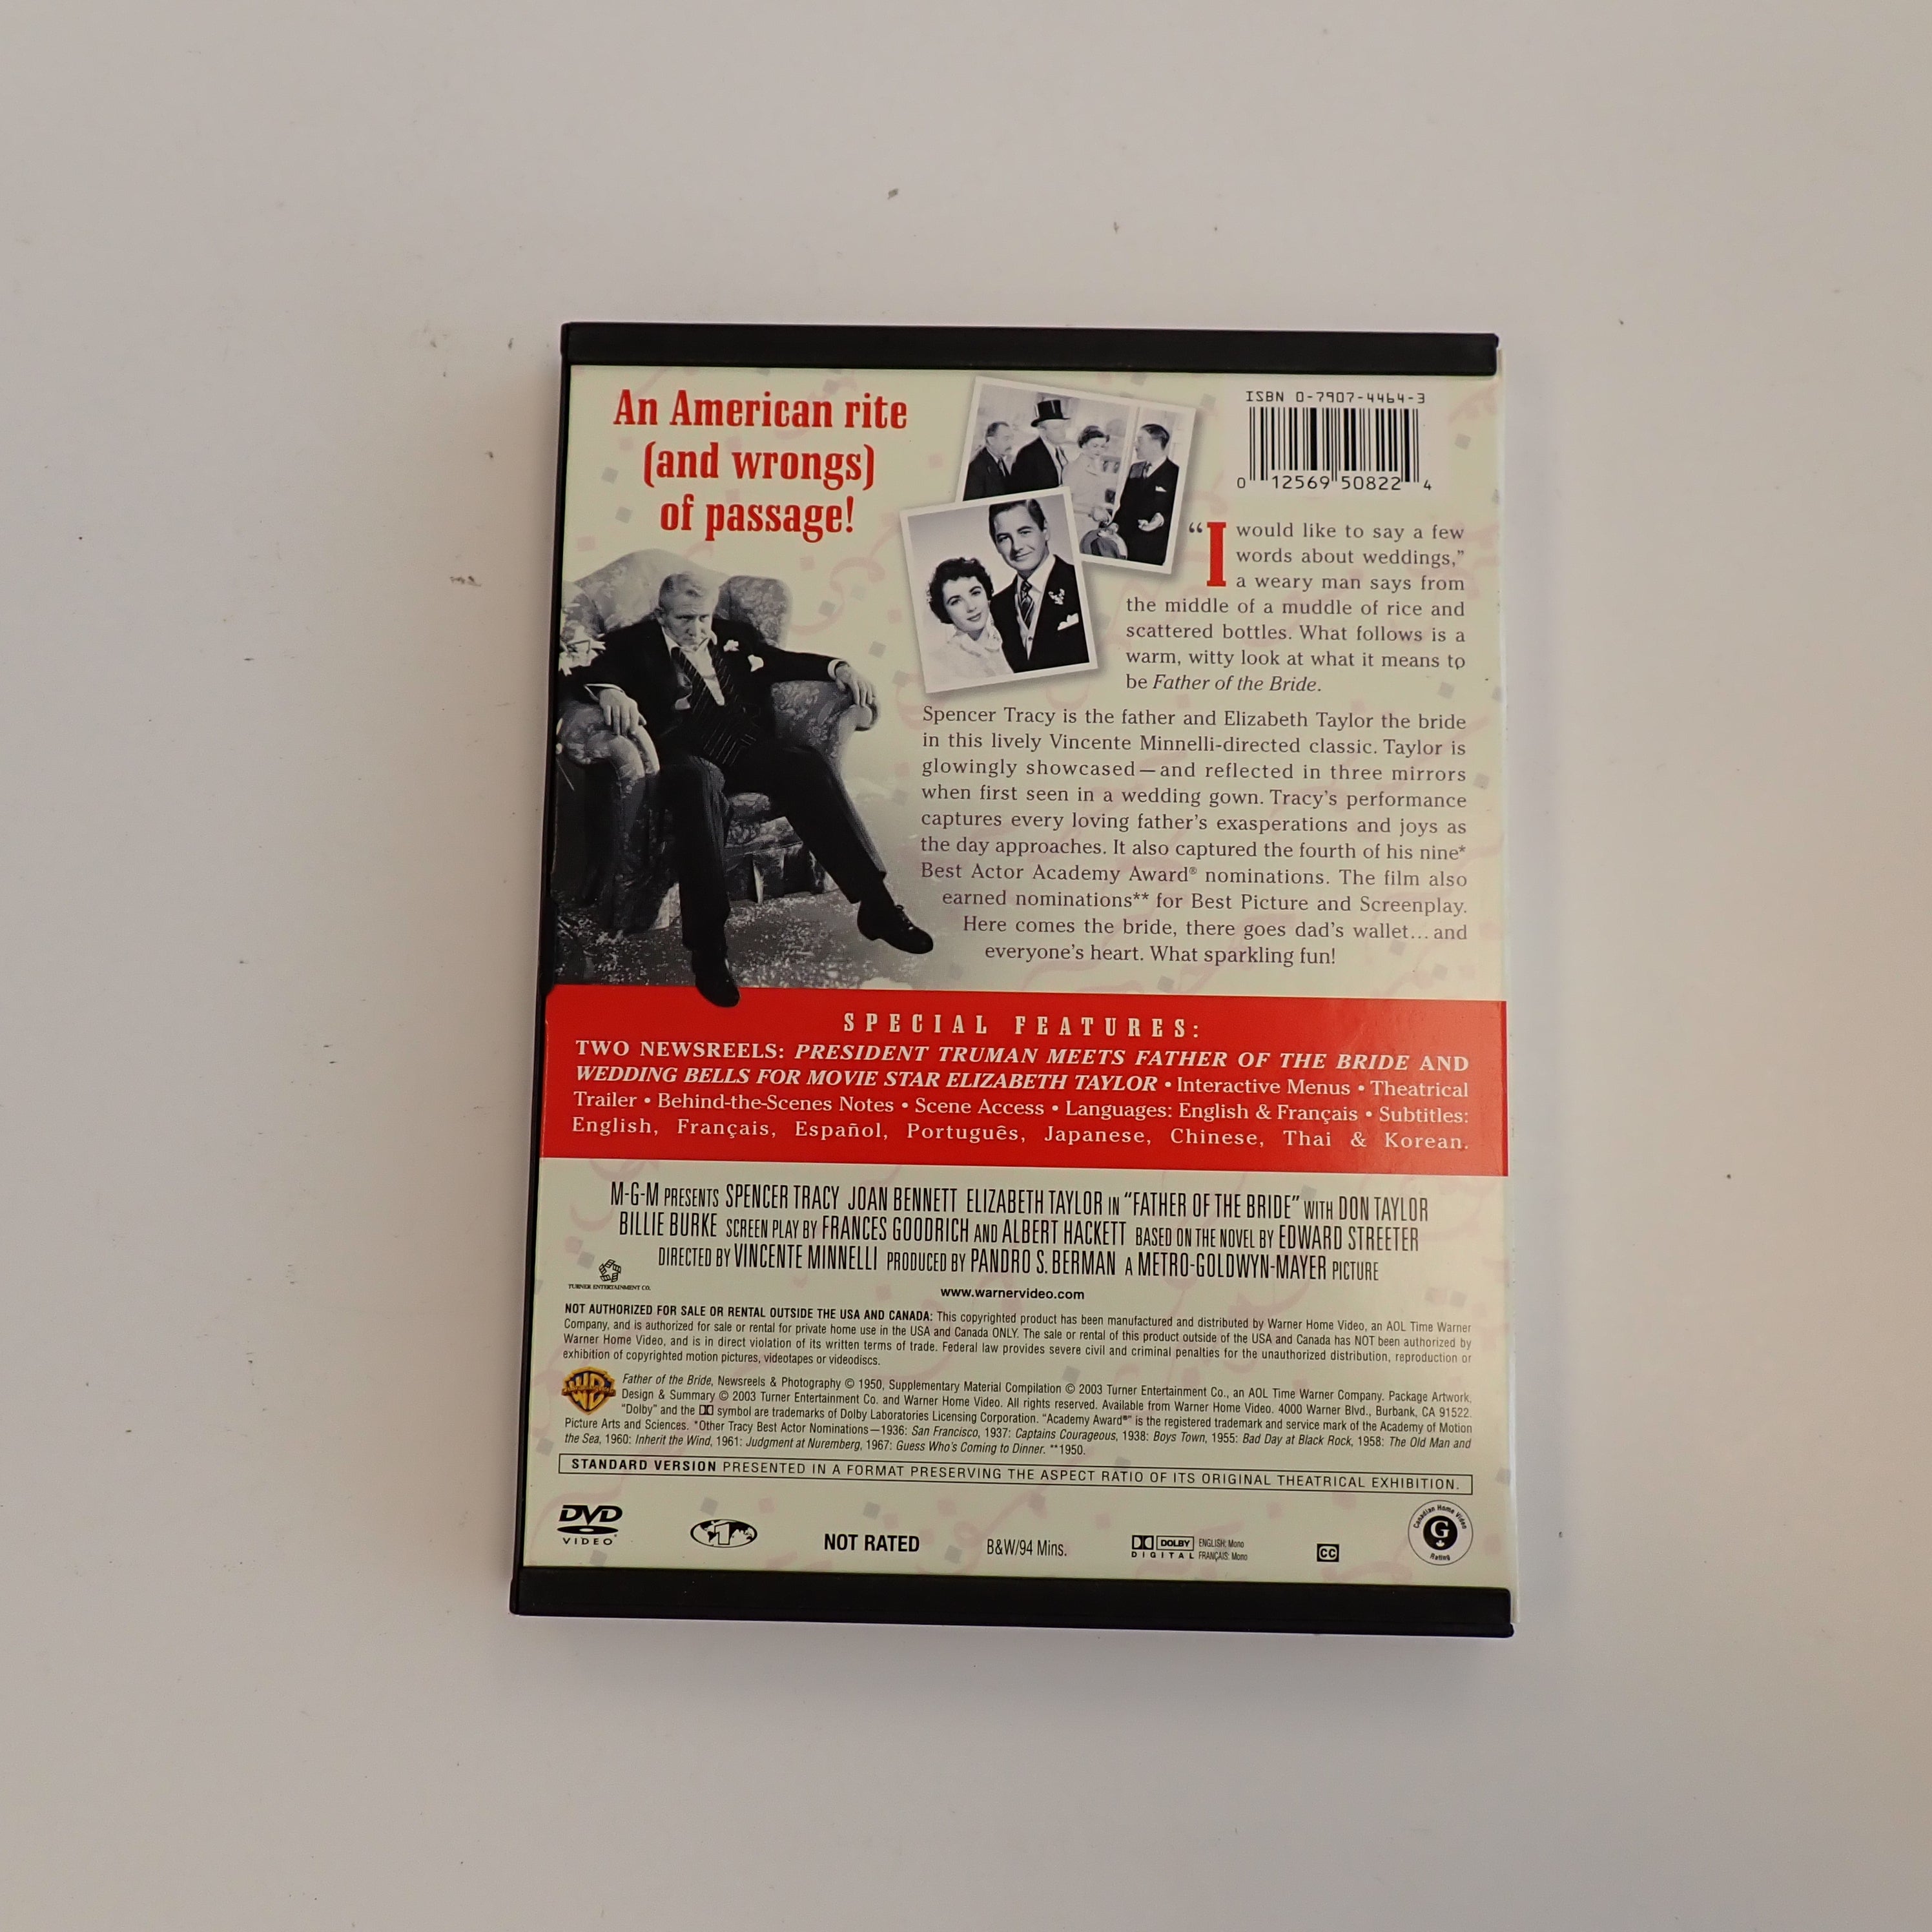 An American rite
(and wrongs)
of passage!
ISBN 0-7907-4464-3
0 12569 50822 4
“I would like to say a few
words about weddings,”
a weary man says from
the middle of a muddle of rice and
scattered bottles. What follows is a
warm, witty look at what it means to
be Father of the Bride.
Spencer Tracy is the father and Elizabeth Taylor the bride
in this lively Vincente Minnelli-directed classic. Taylor is
glowingly showcased—and reflected in three mirrors
when first seen in a wedding gown. Tracy's performance
captures every loving father's exasperations and joys as
the day approaches. It also captured the fourth of his nine*
Best Actor Academy Award® nominations. The film also
earned nominations** for Best Picture and Screenplay.
Here comes the bride, there goes dad's wallet...and
everyone's heart. What sparkling fun!
SPECIAL FEATURES:
TWO NEWSREELS: PRESIDENT TRUMAN MEETS FATHER OF THE BRIDE AND
WEDDING BELLS FOR MOVIE STAR ELIZABETH TAYLOR • Interactive Menus • Theatrical
Trailer • Behind-the-Scenes Notes • Scene Access • Languages: English & Français • Subtitles:
English, Français, Español, Português, Japanese, Chinese, Thai & Korean.
M-G-M PRESENTS SPENCER TRACY JOAN BENNETT ELIZABETH TAYLOR IN “FATHER OF THE BRIDE” WITH DON TAYLOR
BILLIE BURKE SCREEN PLAY BY FRANCES GOODRICH AND ALBERT HACKETT BASED ON THE NOVEL BY EDWARD STREETER
DIRECTED BY VINCENTE MINNELLI PRODUCED BY PANDRO S. BERMAN A METRO-GOLDWYN-MAYER PICTURE
TURNER ENTERTAINMENT CO.
www.warnervideo.com
NOT AUTHORIZED FOR SALE OR RENTAL OUTSIDE THE USA AND CANADA: This copyrighted product has been manufactured and distributed by Warner Home Video, an AOL Time Warner
Company, and is authorized for sale or rental for private home use in the USA and Canada ONLY. The sale or rental of this product outside of the USA and Canada has NOT been authorized by
Warner Home Video, and is in direct violation of its written terms of trade. Federal law provides severe civil and criminal penalties for the unauthorized distribution, reproduction or
exhibition of copyrighted motion pictures, videotapes or videodiscs.
WB
Father of the Bride, Newsreels & Photography © 1950, Supplementary Material Compilation © 2003 Turner Entertainment Co., an AOL Time Warner Company. Package Artwork,
Design & Summary © 2003 Turner Entertainment Co. and Warner Home Video. All rights reserved. Available from Warner Home Video. 4000 Warner Blvd., Burbank, CA 91522.
“Dolby” and the DD symbol are trademarks of Dolby Laboratories Licensing Corporation. “Academy Award®” is the registered trademark and service mark of the Academy of Motion
Picture Arts and Sciences. *Other Tracy Best Actor Nominations—1936: San Francisco, 1937: Captains Courageous, 1938: Boys Town, 1955: Bad Day at Black Rock, 1958: The Old Man and
the Sea, 1960: Inherit the Wind, 1961: Judgment at Nuremberg, 1967: Guess Who's Coming to Dinner. **1950.
STANDARD VERSION PRESENTED IN A FORMAT PRESERVING THE ASPECT RATIO OF ITS ORIGINAL THEATRICAL EXHIBITION.
DVD
VIDEO
1
NOT RATED
B&W/94 Mins.
DOLBY
DIGITAL
ENGLISH: Mono
FRANÇAIS: Mono
CC
Canadian Home Video
G
Rating